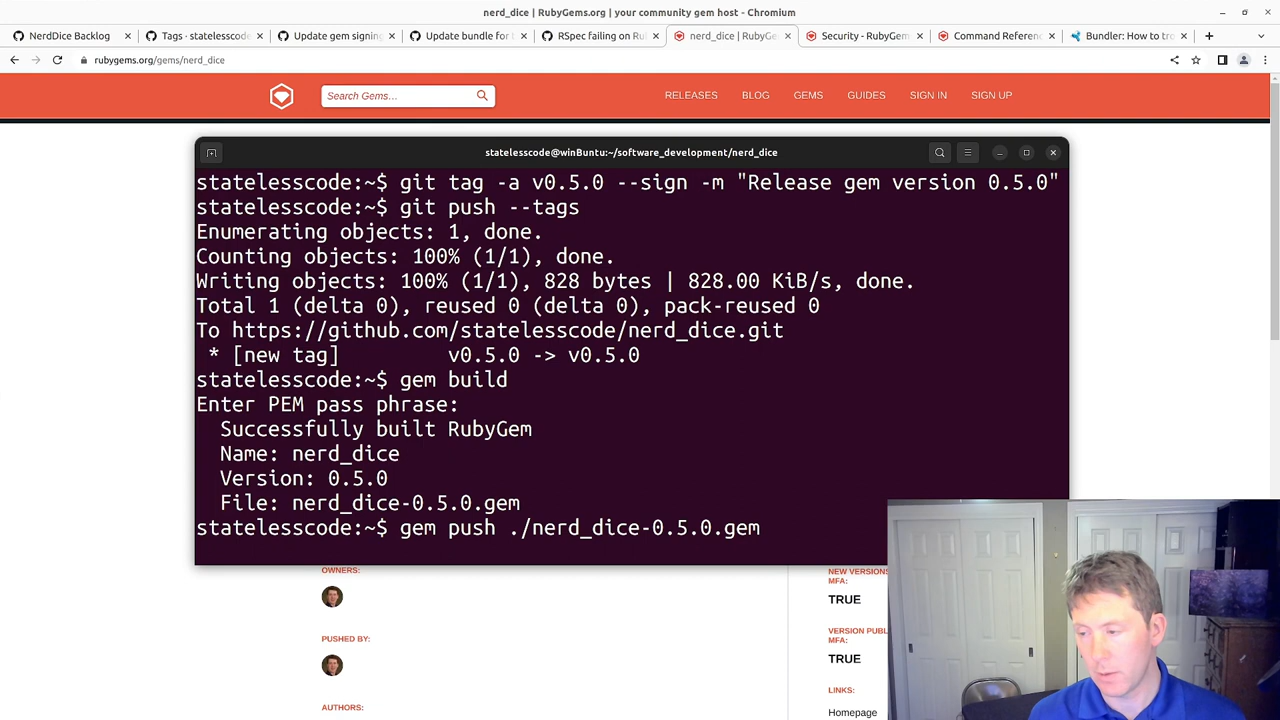 nerd_dice | RubyGems.org | your community gem host - Chromium
NerdDice Backlog
Tags · statelesscode
Update gem signing
Update bundle for
RSpec failing on Ru
nerd_dice | RubyGe
Security - RubyGem
Command Referenc
Bundler: How to tr
rubygems.org/gems/nerd_dice
Search Gems…
RELEASES
BLOG
GEMS
GUIDES
SIGN IN
SIGN UP
statelesscode@winBuntu:~/software_development/nerd_dice
statelesscode:~$ git tag -a v0.5.0 --sign -m "Release gem version 0.5.0"
statelesscode:~$ git push --tags
Enumerating objects: 1, done.
Counting objects: 100% (1/1), done.
Writing objects: 100% (1/1), 828 bytes | 828.00 KiB/s, done.
Total 1 (delta 0), reused 0 (delta 0), pack-reused 0
To https://github.com/statelesscode/nerd_dice.git
* [new tag] v0.5.0 -> v0.5.0
statelesscode:~$ gem build
Enter PEM pass phrase:
Successfully built RubyGem
Name: nerd_dice
Version: 0.5.0
File: nerd_dice-0.5.0.gem
statelesscode:~$ gem push ./nerd_dice-0.5.0.gem
OWNERS:
PUSHED BY:
AUTHORS:
NEW VERSIONS
MFA:
TRUE
VERSION PUBL
MFA:
TRUE
LINKS:
Homepage